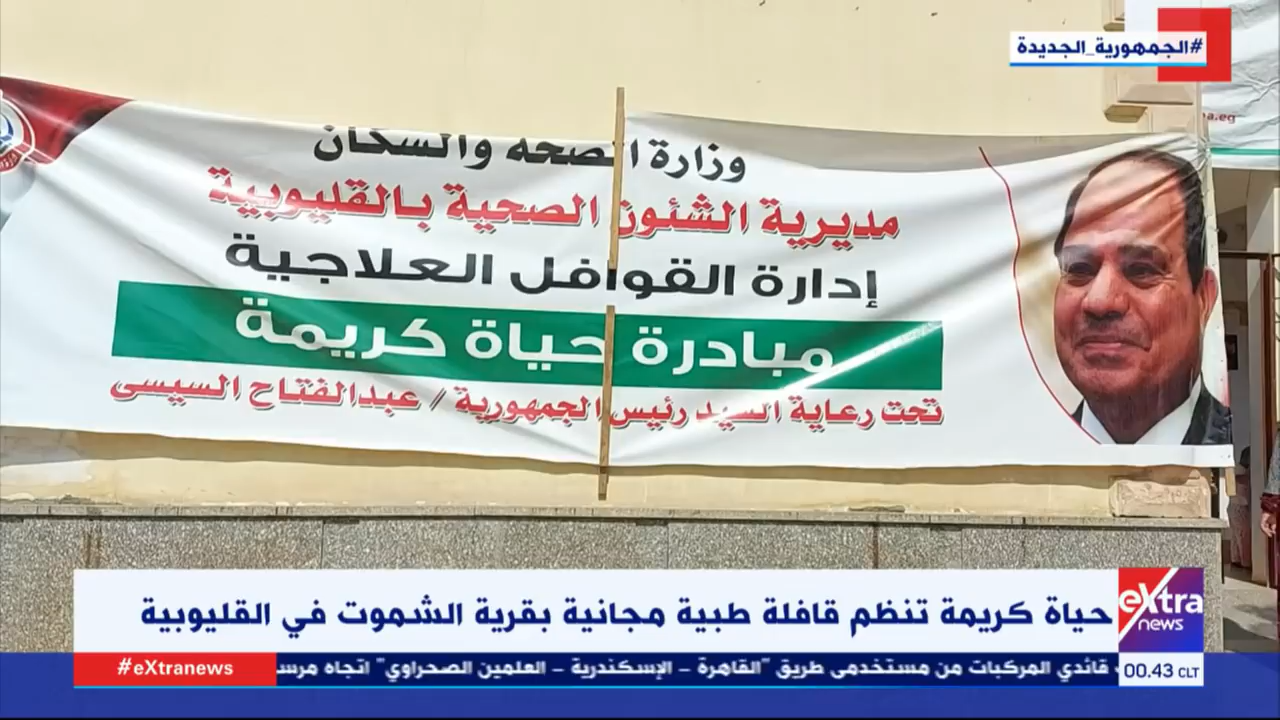 #الجمهورية_الجديدة
وزارة الصحه والسكان
مديرية الشئون الصحية بالقليوبية
إدارة القوافل العلاجية
مبادرة حياة كريمة
تحت رعاية السيد رئيس الجمهورية / عبدالفتاح السيسى
حياة كريمة تنظم قافلة طبية مجانية بقرية الشموت في القليوبية
eXtra news
#eXtranews
قائدي المركبات من مستخدمى طريق "القاهرة – الإسكندرية – العلمين الصحراوي" اتجاه
00.43 CLT